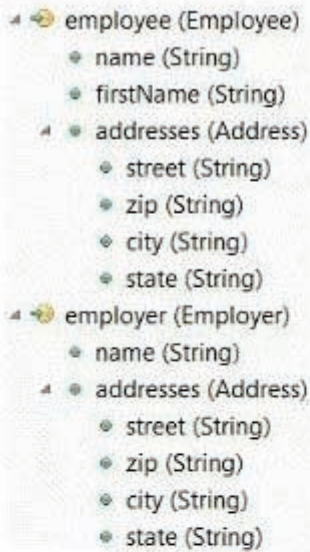 employee (Employee)
name (String)
firstName (String)
addresses (Address)
street (String)
zip (String)
city (String)
state (String)
employer (Employer)
name (String)
addresses (Address)
street (String)
zip (String)
city (String)
state (String)